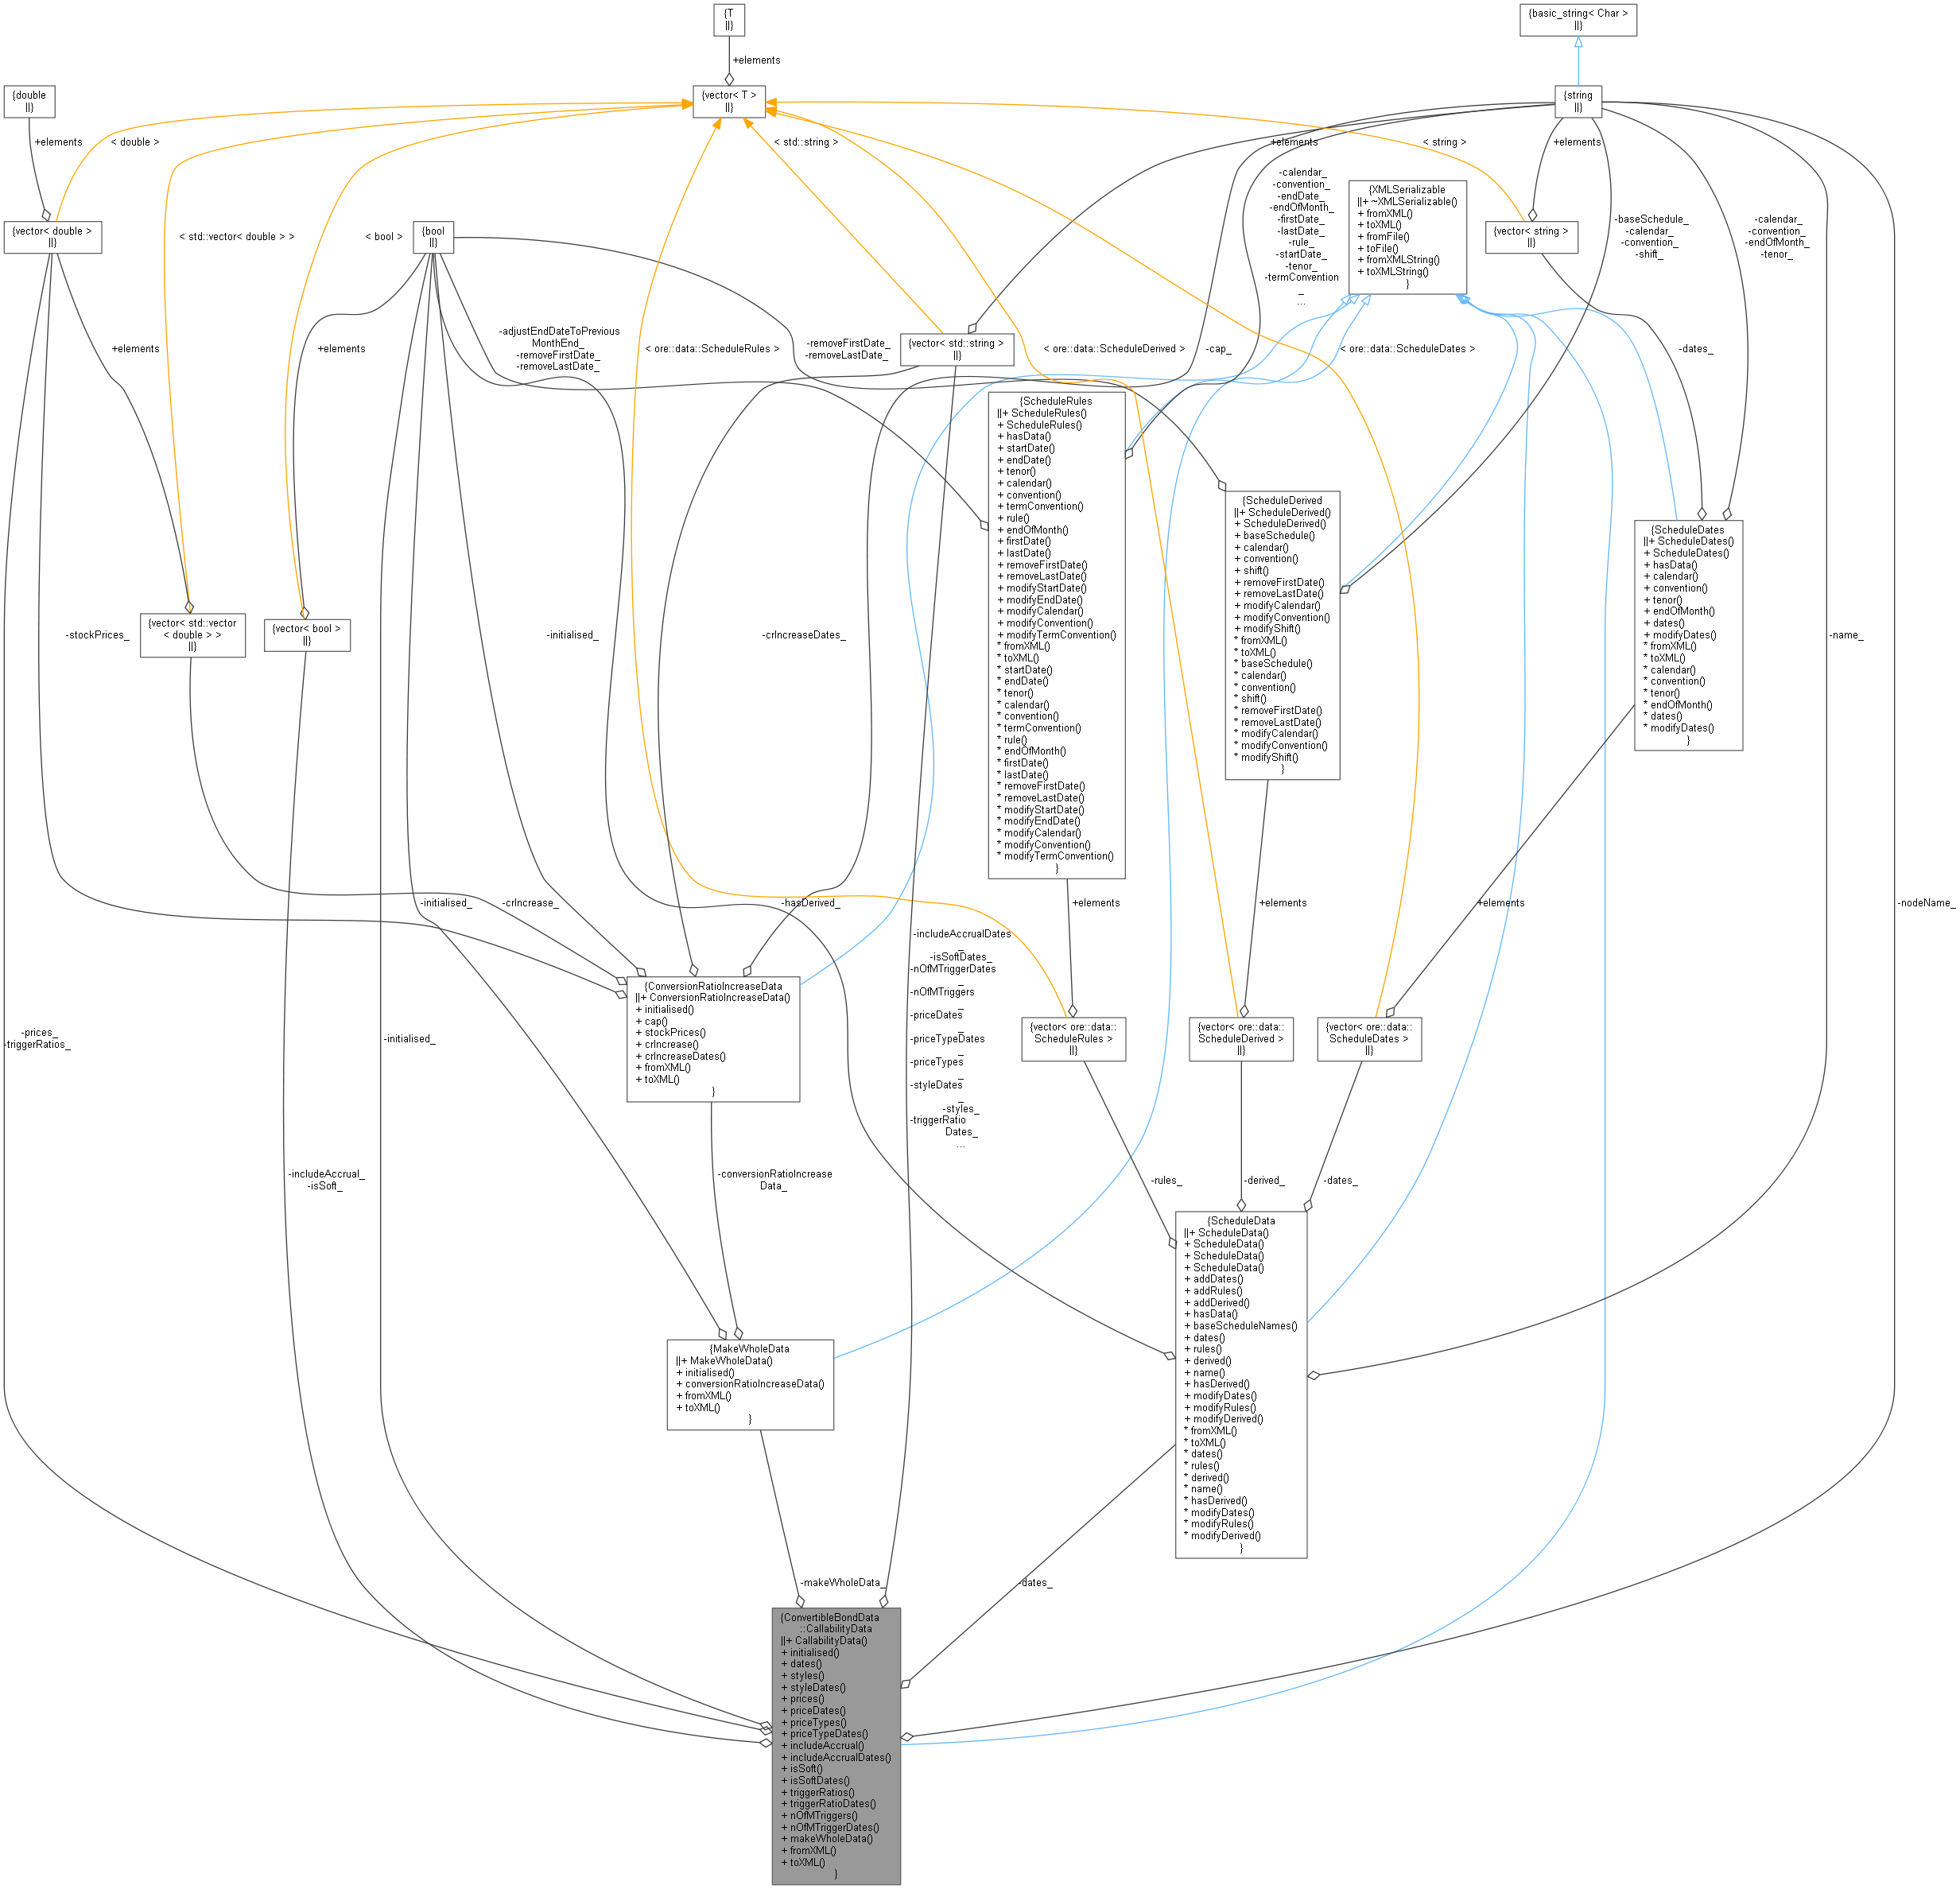 {T
||}
{basic_string< Char >
||}
+elements
{double
||}
{vector< T >
||}
{string
||}
+elements
< double >
< std::string >
+elements
< string >
+elements
-calendar_
-convention_
-endDate_
-endOfMonth_
-firstDate_
-lastDate_
-rule_
-startDate_
-tenor_
-termConvention
_
...
{XMLSerializable
||+ ~XMLSerializable()
+ fromXML()
+ toXML()
+ fromFile()
+ toFile()
+ fromXMLString()
+ toXMLString()
}
{vector< double >
||}
< std::vector< double > >
< bool >
{bool
||}
{vector< string >
||}
-baseSchedule_
-calendar_
-convention_
-shift_
-calendar_
-convention_
-endOfMonth_
-tenor_
+elements
+elements
-adjustEndDateToPrevious
MonthEnd_
-removeFirstDate_
-removeLastDate_
< ore::data::ScheduleRules >
-removeFirstDate_
-removeLastDate_
{vector< std::string >
||}
< ore::data::ScheduleDerived >
-cap_
< ore::data::ScheduleDates >
-dates_
{ScheduleRules
||+ ScheduleRules()
+ ScheduleRules()
+ hasData()
+ startDate()
+ endDate()
+ tenor()
+ calendar()
+ convention()
+ termConvention()
+ rule()
+ endOfMonth()
+ firstDate()
+ lastDate()
+ removeFirstDate()
+ removeLastDate()
+ modifyStartDate()
+ modifyEndDate()
+ modifyCalendar()
+ modifyConvention()
+ modifyTermConvention()
* fromXML()
* toXML()
* startDate()
* endDate()
* tenor()
* calendar()
* convention()
* termConvention()
* rule()
* endOfMonth()
* firstDate()
* lastDate()
* removeFirstDate()
* removeLastDate()
* modifyStartDate()
* modifyEndDate()
* modifyCalendar()
* modifyConvention()
* modifyTermConvention()
}
{ScheduleDerived
||+ ScheduleDerived()
+ ScheduleDerived()
+ baseSchedule()
+ calendar()
+ convention()
+ shift()
+ removeFirstDate()
+ removeLastDate()
+ modifyCalendar()
+ modifyConvention()
+ modifyShift()
* fromXML()
* toXML()
* baseSchedule()
* calendar()
* convention()
* shift()
* removeFirstDate()
* removeLastDate()
* modifyCalendar()
* modifyConvention()
* modifyShift()
}
{ScheduleDates
||+ ScheduleDates()
+ ScheduleDates()
+ hasData()
+ calendar()
+ convention()
+ tenor()
+ endOfMonth()
+ dates()
+ modifyDates()
* fromXML()
* toXML()
* calendar()
* convention()
* tenor()
* endOfMonth()
* dates()
* modifyDates()
}
-stockPrices_
{vector< std::vector
< double > >
||}
{vector< bool >
||}
-initialised_
-crIncreaseDates_
-name_
-initialised_
-crIncrease_
-hasDerived_
+elements
+elements
+elements
-nodeName_
-includeAccrualDates
_
-isSoftDates_
-nOfMTriggerDates
_
-nOfMTriggers
_
-priceDates
_
-priceTypeDates
_
-priceTypes
_
-styleDates
_
-styles_
-triggerRatio
Dates_
...
{ConversionRatioIncreaseData
||+ ConversionRatioIncreaseData()
+ initialised()
+ cap()
+ stockPrices()
+ crIncrease()
+ crIncreaseDates()
+ fromXML()
+ toXML()
}
-prices_
-triggerRatios_
-initialised_
{vector< ore::data::
ScheduleRules >
||}
{vector< ore::data::
ScheduleDerived >
||}
{vector< ore::data::
ScheduleDates >
||}
-includeAccrual_
-isSoft_
-conversionRatioIncrease
Data_
-rules_
-derived_
-dates_
{ScheduleData
||+ ScheduleData()
+ ScheduleData()
+ ScheduleData()
+ ScheduleData()
+ addDates()
+ addRules()
+ addDerived()
+ hasData()
+ baseScheduleNames()
+ dates()
+ rules()
+ derived()
+ name()
+ hasDerived()
+ modifyDates()
+ modifyRules()
+ modifyDerived()
* fromXML()
* toXML()
* dates()
* rules()
* derived()
* name()
* hasDerived()
* modifyDates()
* modifyRules()
* modifyDerived()
}
{MakeWholeData
||+ MakeWholeData()
+ initialised()
+ conversionRatioIncreaseData()
+ fromXML()
+ toXML()
}
-makeWholeData_
-dates_
{ConvertibleBondData
::CallabilityData
||+ CallabilityData()
+ initialised()
+ dates()
+ styles()
+ styleDates()
+ prices()
+ priceDates()
+ priceTypes()
+ priceTypeDates()
+ includeAccrual()
+ includeAccrualDates()
+ isSoft()
+ isSoftDates()
+ triggerRatios()
+ triggerRatioDates()
+ nOfMTriggers()
+ nOfMTriggerDates()
+ makeWholeData()
+ fromXML()
+ toXML()
}